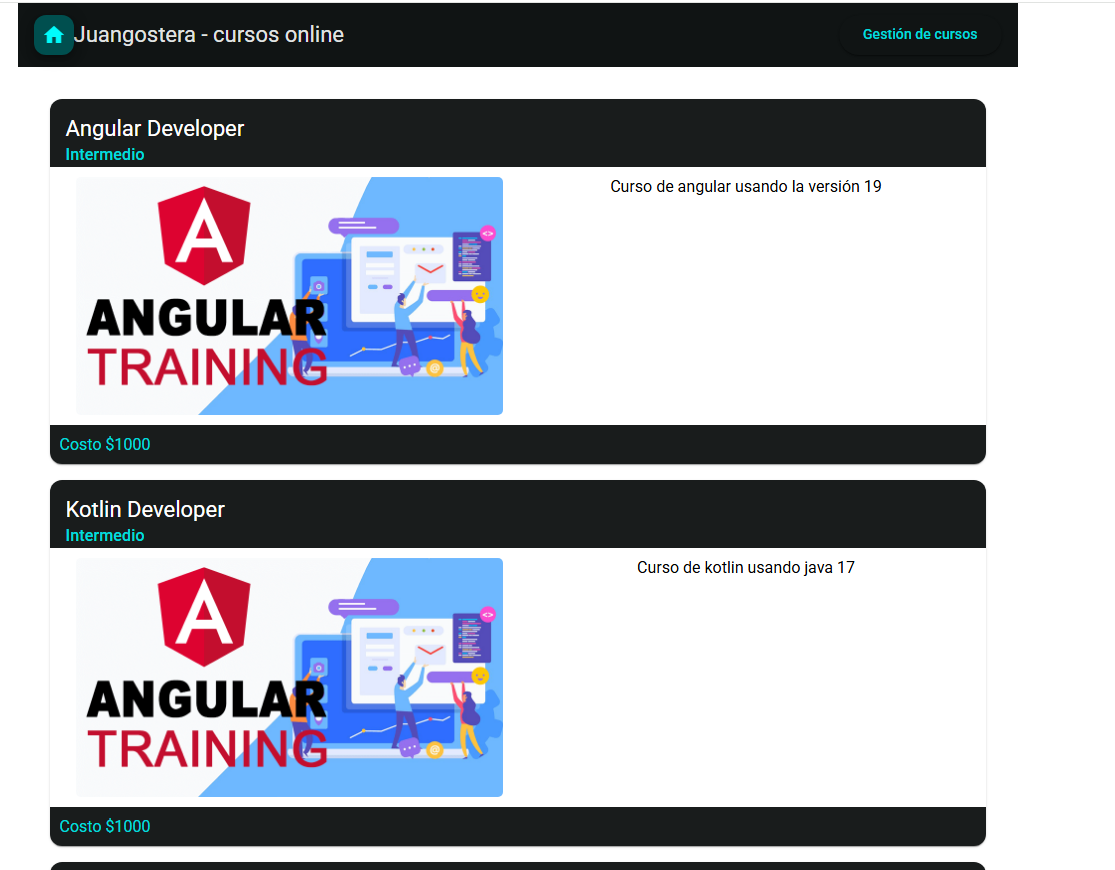 Juangostera - cursos online
Gestión de cursos
Angular Developer
Intermedio
A
ANGULAR
TRAINING
<>
@
Curso de angular usando la versión 19
Costo $1000
Kotlin Developer
Intermedio
A
ANGULAR
TRAINING
<>
@
Curso de kotlin usando java 17
Costo $1000